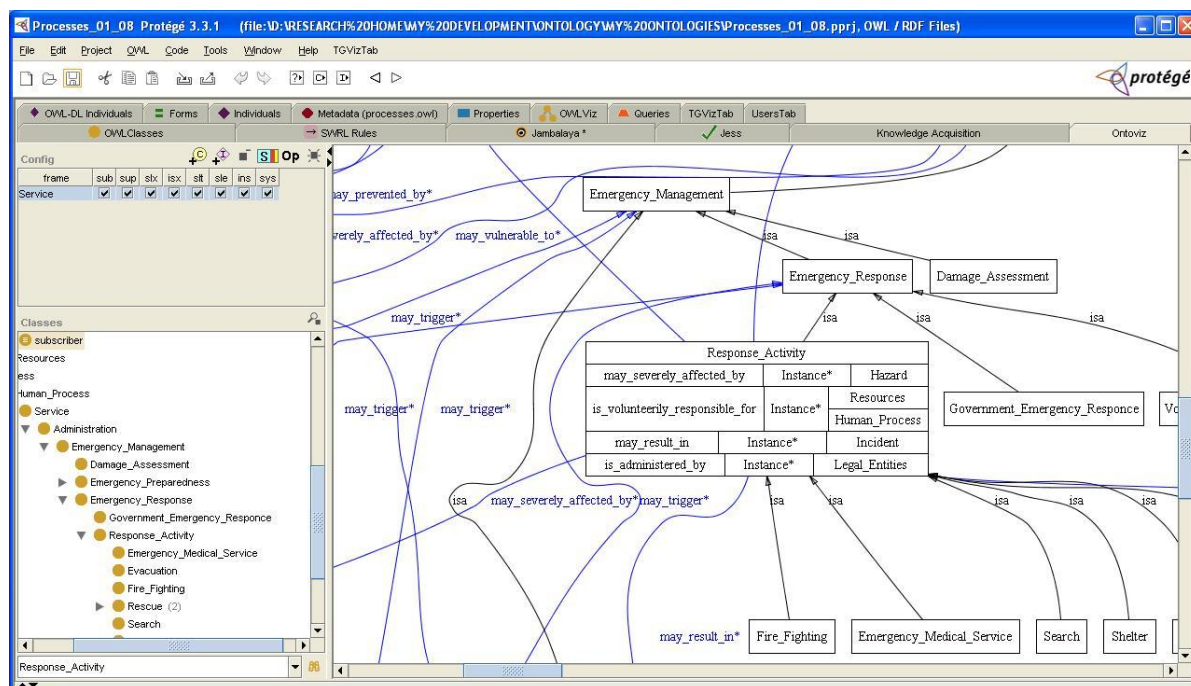 Processes_01_08 Protégé 3.3.1 (file:\D:\RESEARCH%20HOME\MY%20DEVELOPMENT\ONTOLOGY\MY%20ONTOLOGIES\Processes_01_08.pprj, OWL / RDF Files)
File Edit Project OWL Code Tools Window Help TGVizTab
protégé
OWL-DL Individuals Forms Individuals Metadata (processes.owl) Properties OWLViz Queries TGVizTab UsersTab
OWLClasses SWRL Rules Jambalaya * Jess Knowledge Acquisition Ontoviz
Config
Op
frame sub sup slx isx slt sle ins sys
Service
Classes
subscriber
Resources
ess
Human_Process
Service
Administration
Emergency_Management
Damage_Assessment
Emergency_Preparedness
Emergency_Response
Government_Emergency_Responce
Response_Activity
Emergency_Medical_Service
Evacuation
Fire_Fighting
Rescue (2)
Search
Response_Activity
may_prevented_by*
Emergency_Management
verely_affected_by* may_vulnerable_to*
isa isa
Emergency_Response Damage_Assessment
may_trigger* isa isa isa
Response_Activity
may_severely_affected_by Instance* Hazard
is_volunteerily_responsible_for Instance* Resources
Human_Process
may_result_in Instance* Incident
is_administered_by Instance* Legal_Entities
may_trigger* may_trigger*
Government_Emergency_Responce Vo
isa may_severely_affected_by* may_trigger* isa isa isa isa isa
may_result_in* Fire_Fighting Emergency_Medical_Service Search Shelter